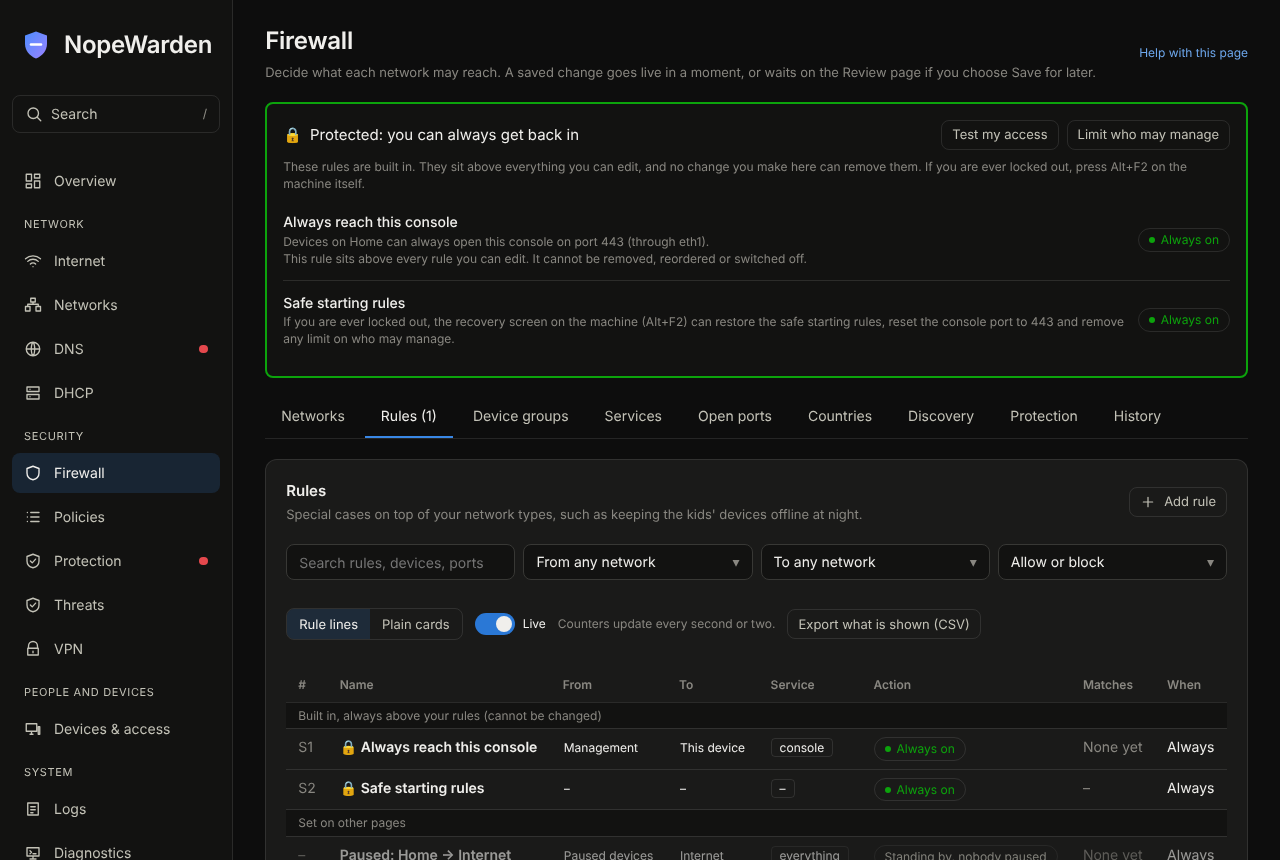 NopeWarden
Search /
Overview
NETWORK
Internet
Networks
DNS
DHCP
SECURITY
Firewall
Policies
Protection
Threats
VPN
PEOPLE AND DEVICES
Devices & access
SYSTEM
Logs
Diagnostics
Firewall
Decide what each network may reach. A saved change goes live in a moment, or waits on the Review page if you choose Save for later.
Help with this page
Protected: you can always get back in
Test my access
Limit who may manage
These rules are built in. They sit above everything you can edit, and no change you make here can remove them. If you are ever locked out, press Alt+F2 on the
machine itself.
Always reach this console
Devices on Home can always open this console on port 443 (through eth1).
This rule sits above every rule you can edit. It cannot be removed, reordered or switched off.
Always on
Safe starting rules
If you are ever locked out, the recovery screen on the machine (Alt+F2) can restore the safe starting rules, reset the console port to 443 and remove
any limit on who may manage.
Always on
Networks Rules (1) Device groups Services Open ports Countries Discovery Protection History
Rules
Special cases on top of your network types, such as keeping the kids' devices offline at night.
Add rule
Search rules, devices, ports From any network To any network Allow or block
Rule lines Plain cards Live Counters update every second or two. Export what is shown (CSV)
# Name From To Service Action Matches When
Built in, always above your rules (cannot be changed)
S1 Always reach this console Management This device console Always on None yet Always
S2 Safe starting rules – – – Always on – Always
Set on other pages
– Paused: Home → Internet Paused devices Internet everything Standing by, nobody paused None yet Always